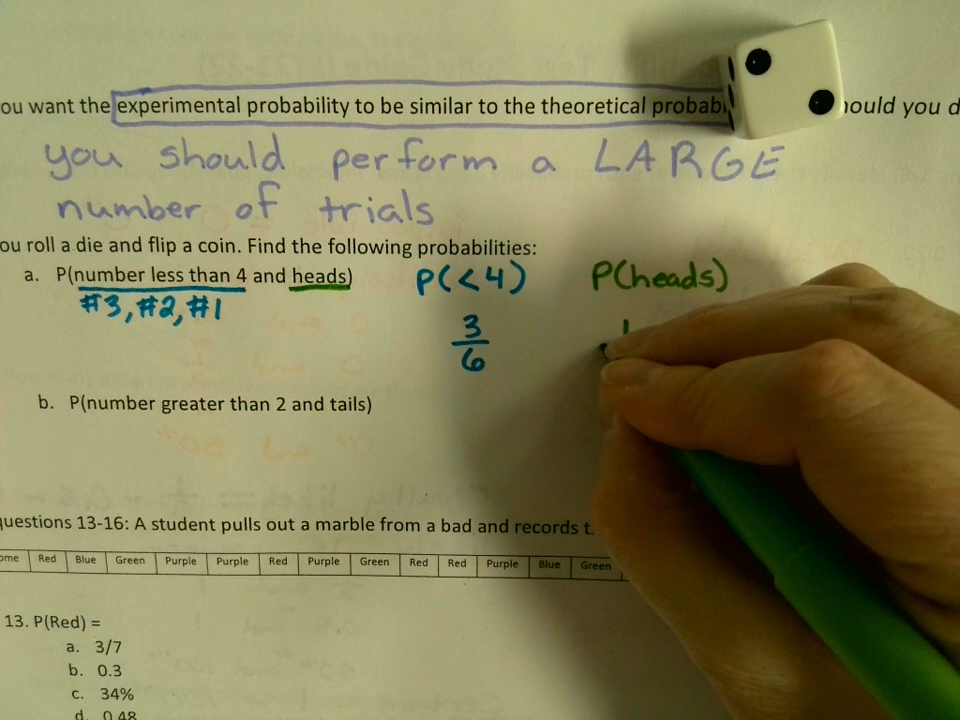 ou want the experimental probability to be similar to the theoretical probab hould you d
you should perform a LARGE
number of trials
ou roll a die and flip a coin. Find the following probabilities:
a. P(number less than 4 and heads) P(<4) P(heads)
#3, #2, #1
3
6
1
b. P(number greater than 2 and tails)
uestions 13-16: A student pulls out a marble from a bad and records t
ome Red Blue Green Purple Purple Red Purple Green Red Red Purple Blue Green
13. P(Red) =
a. 3/7
b. 0.3
c. 34%
d. 0.48